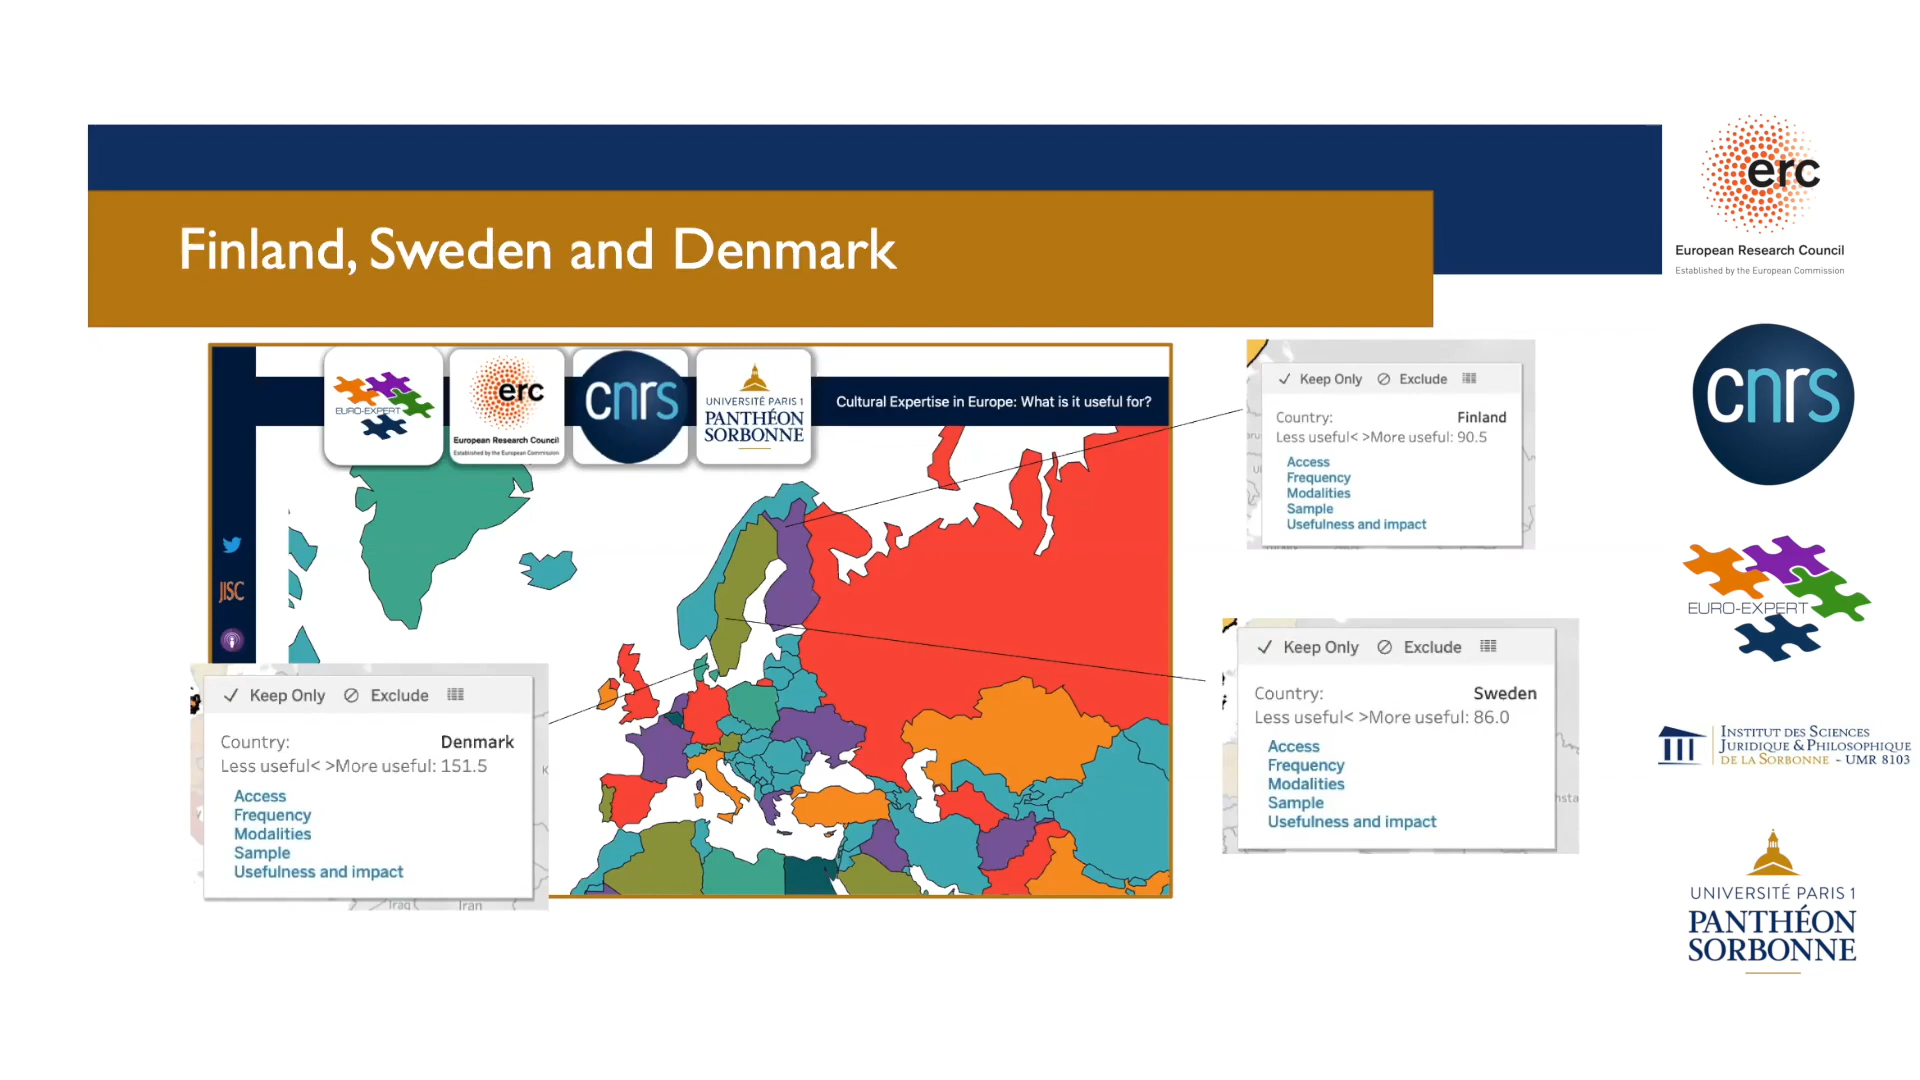 Finland, Sweden and Denmark
erc
European Research Council
Established by the European Commission
cnrs
EURO-EXPERT
INSTITUT DES SCIENCES
JURIDIQUE & PHILOSOPHIQUE
DE LA SORBONNE - UMR 8103
UNIVERSITÉ PARIS 1
PANTHÉON
SORBONNE
EURO-EXPERT
erc
European Research Council
Established by the European Commission
cnrs
UNIVERSITÉ PARIS 1
PANTHÉON
SORBONNE
Cultural Expertise in Europe: What is it useful for?
JISC
Keep Only Exclude
Country: Finland
Less useful< >More useful: 90.5
Access
Frequency
Modalities
Sample
Usefulness and impact
Keep Only Exclude
Country: Denmark
Less useful< >More useful: 151.5
Access
Frequency
Modalities
Sample
Usefulness and impact
Iraq Iran
Keep Only Exclude
Country: Sweden
Less useful< >More useful: 86.0
Access
Frequency
Modalities
Sample
Usefulness and impact